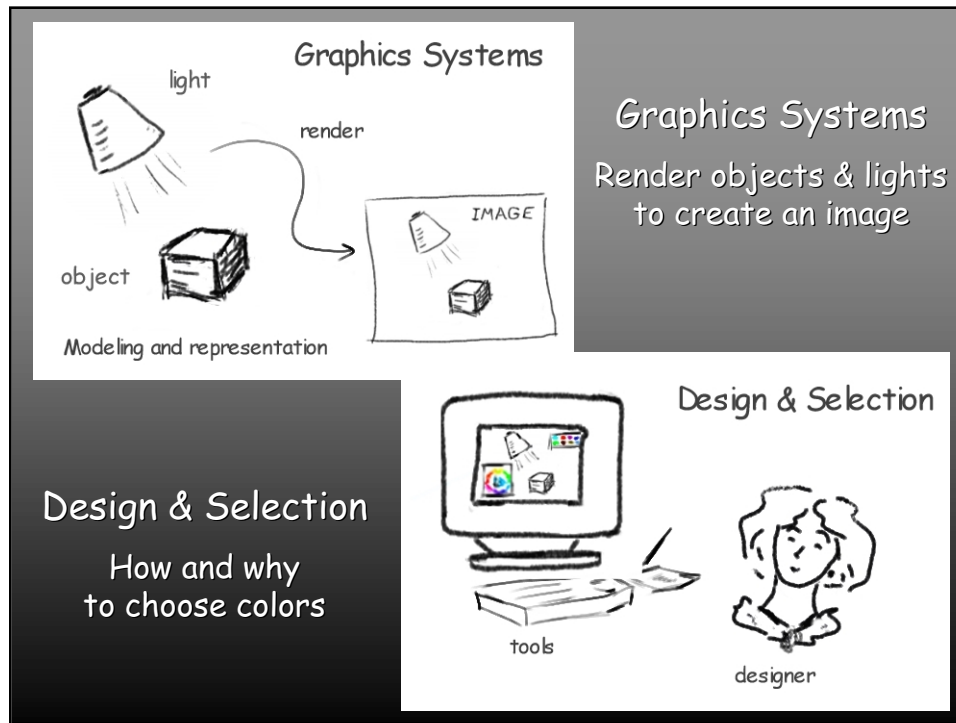 Graphics Systems
light
render
IMAGE
object
Modeling and representation
Graphics Systems
Render objects & lights
to create an image
Design & Selection
How and why
to choose colors
Design & Selection
tools
designer